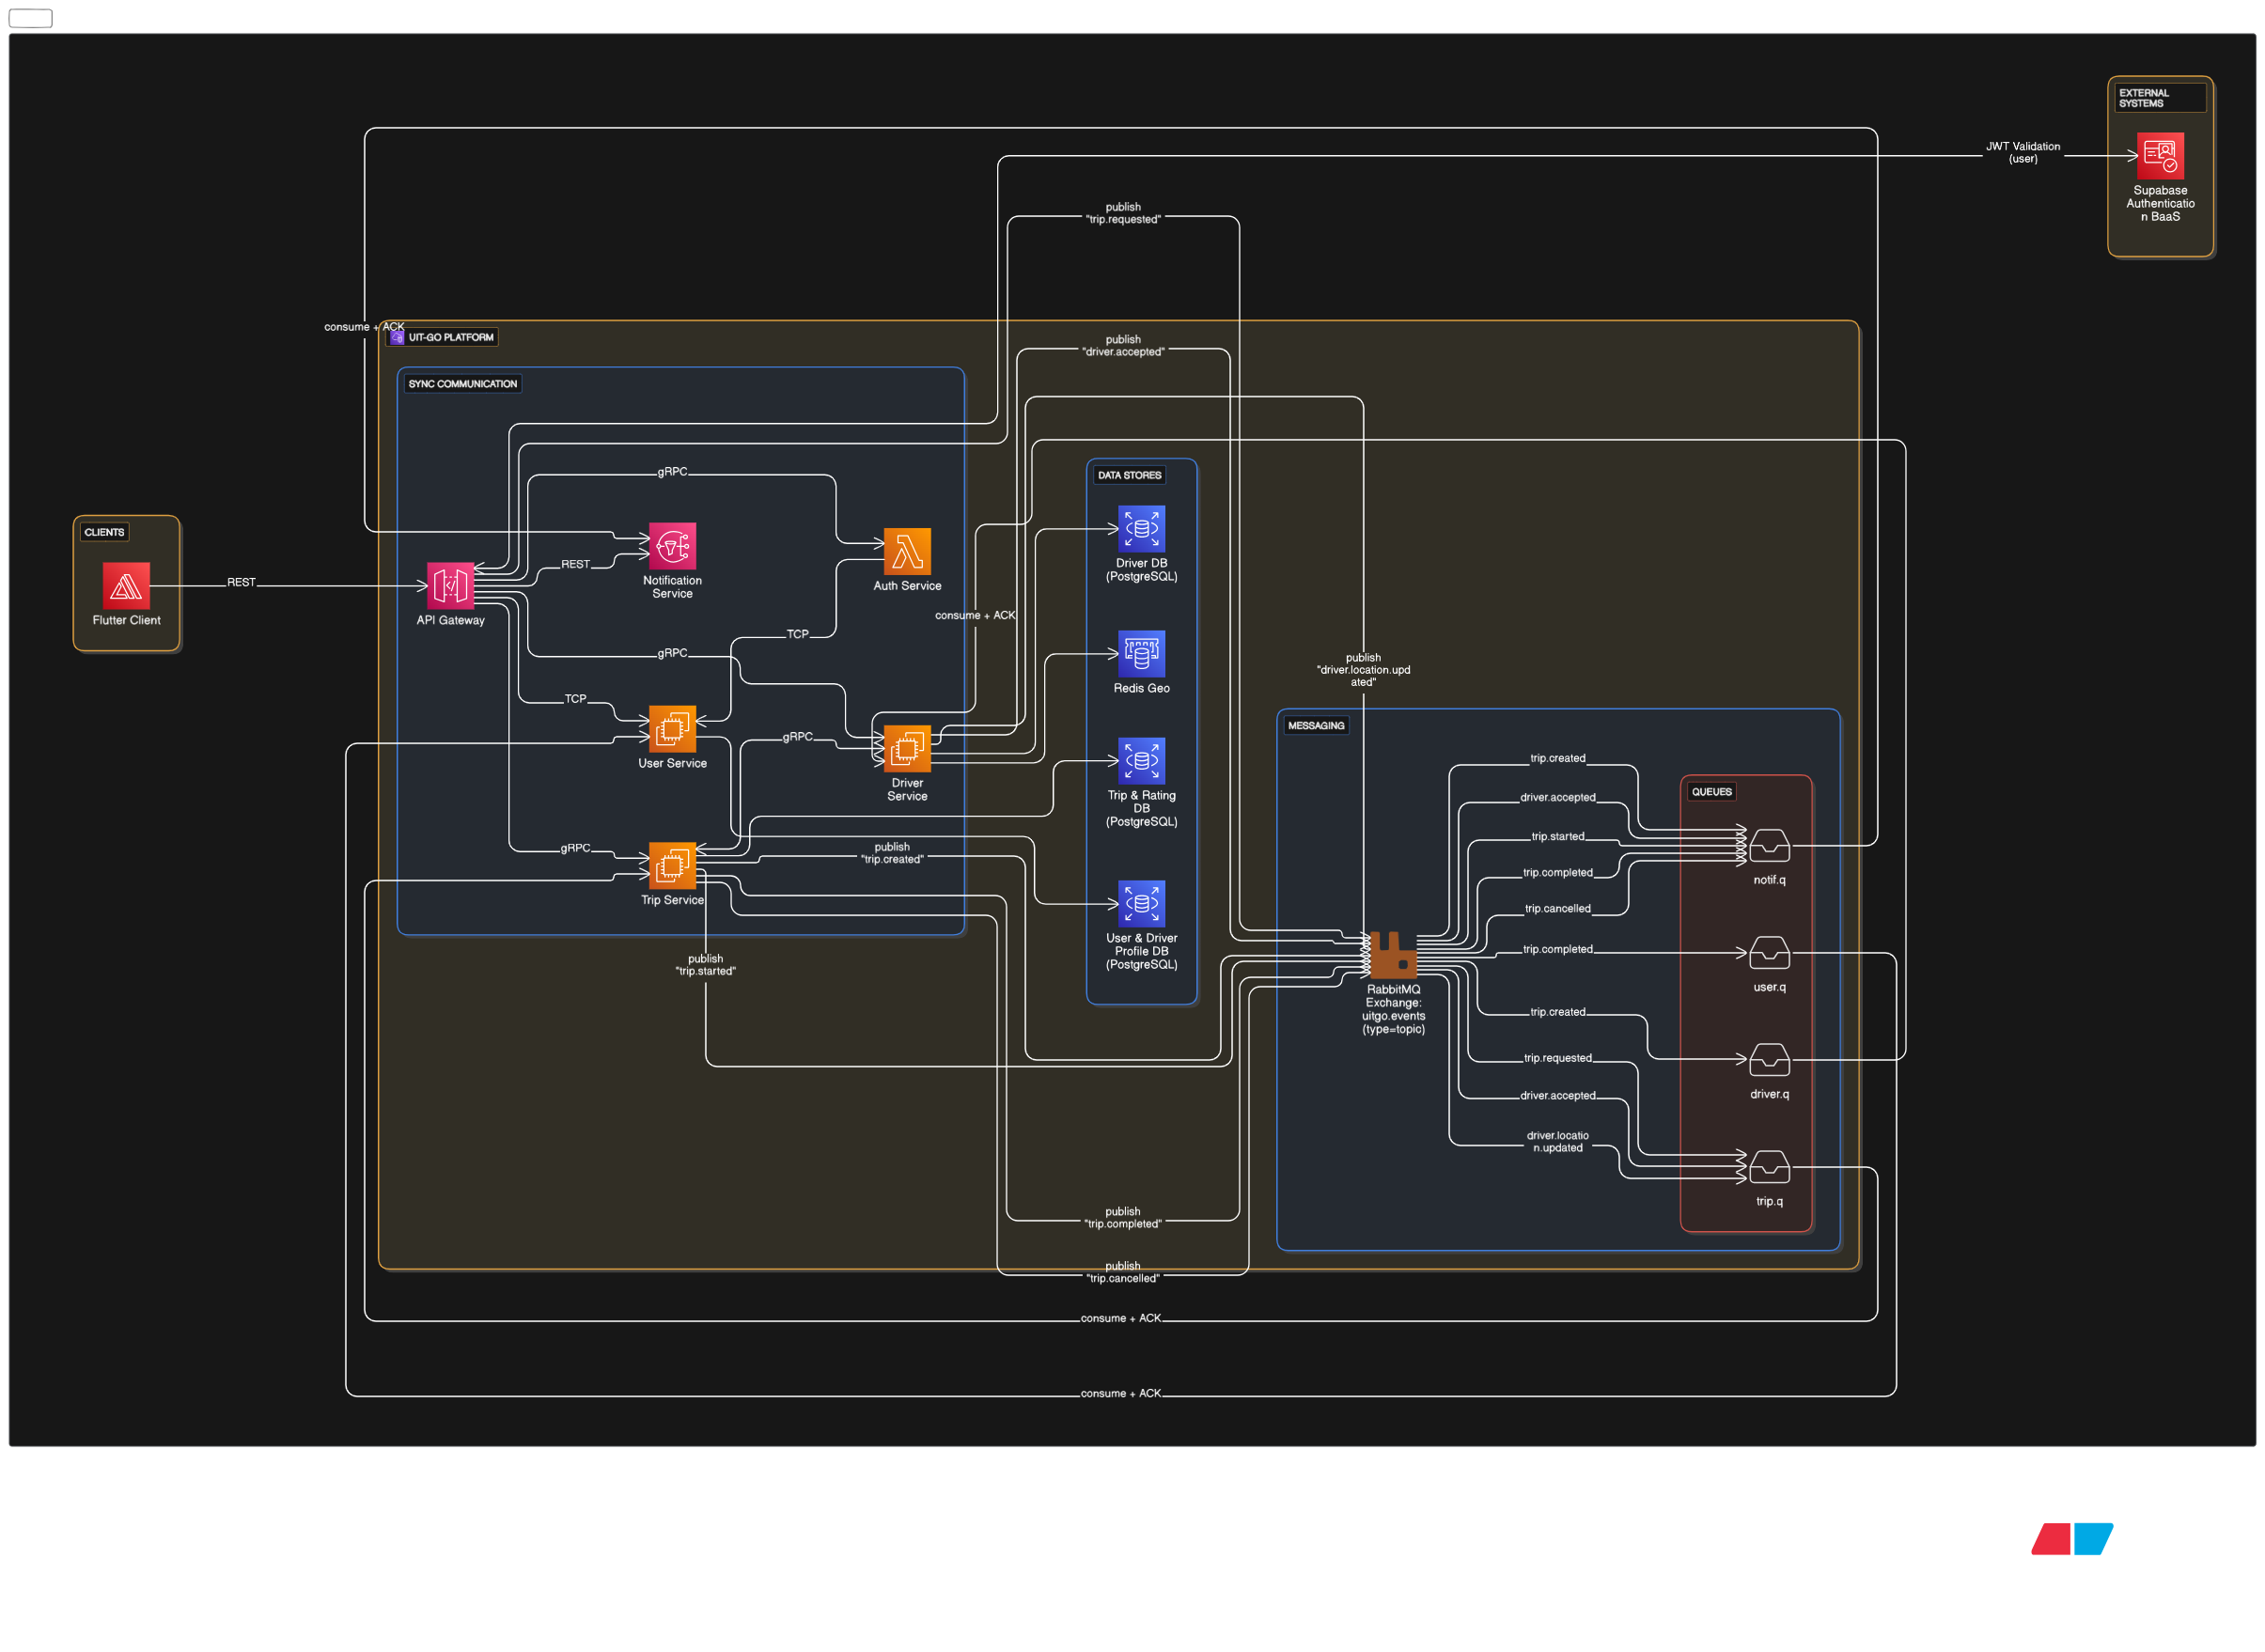 EXTERNAL
SYSTEMS
JWT Validation
(user)
Supabase
Authenticatio
n BaaS
publish
"trip.requested"
consume + ACK
UIT-GO PLATFORM
publish
"driver.accepted"
SYNC COMMUNICATION
gRPC
DATA STORES
CLIENTS
Flutter Client
REST
API Gateway
REST
Notification
Service
Auth Service
Driver DB
(PostgreSQL)
consume + ACK
TCP
gRPC
Redis Geo
publish
"driver.location.upd
ated"
TCP
User Service
gRPC
Driver
Service
Trip & Rating
DB
(PostgreSQL)
gRPC
Trip Service
publish
"trip.created"
User & Driver
Profile DB
(PostgreSQL)
publish
"trip.started"
MESSAGING
RabbitMQ
Exchange:
uitgo.events
(type=topic)
trip.created
driver.accepted
trip.started
trip.completed
trip.cancelled
trip.completed
trip.created
trip.requested
driver.accepted
driver.locatio
n.updated
QUEUES
notif.q
user.q
driver.q
trip.q
publish
"trip.completed"
publish
"trip.cancelled"
consume + ACK
consume + ACK